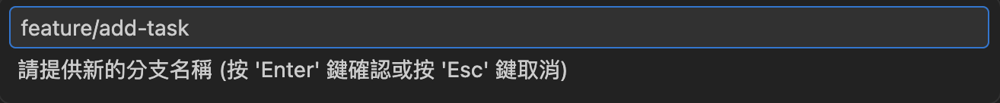 feature/add-task
請提供新的分支名稱 (按 'Enter' 鍵確認或按 'Esc' 鍵取消)